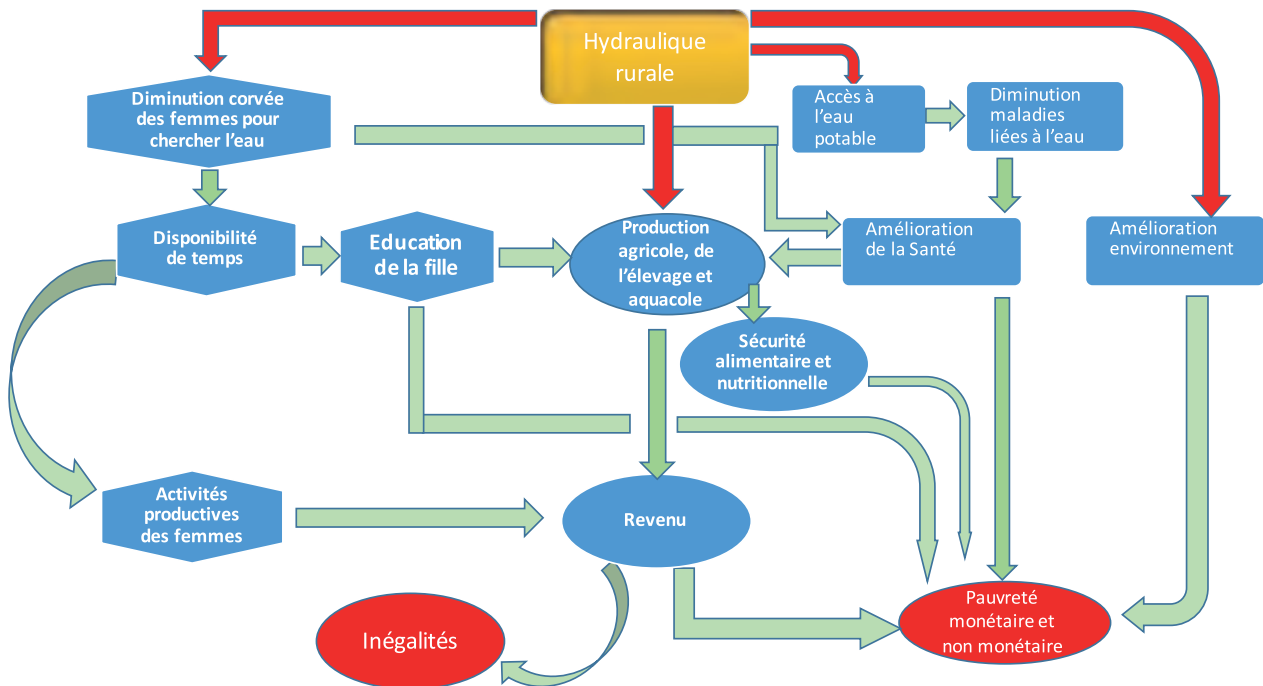 Hydraulique
rurale
Diminution corvée
des femmes pour
chercher l'eau
Accès à
l'eau
potable
Diminution
maladies
liées à l'eau
Disponibilité
de temps
Education
de la fille
Production
agricole, de
l'élevage et
aquacole
Amélioration
de la Santé
Amélioration
environnement
Sécurité
alimentaire et
nutritionnelle
Activités
productives
des femmes
Revenu
Inégalités
Pauvreté
monétaire et
non monétaire